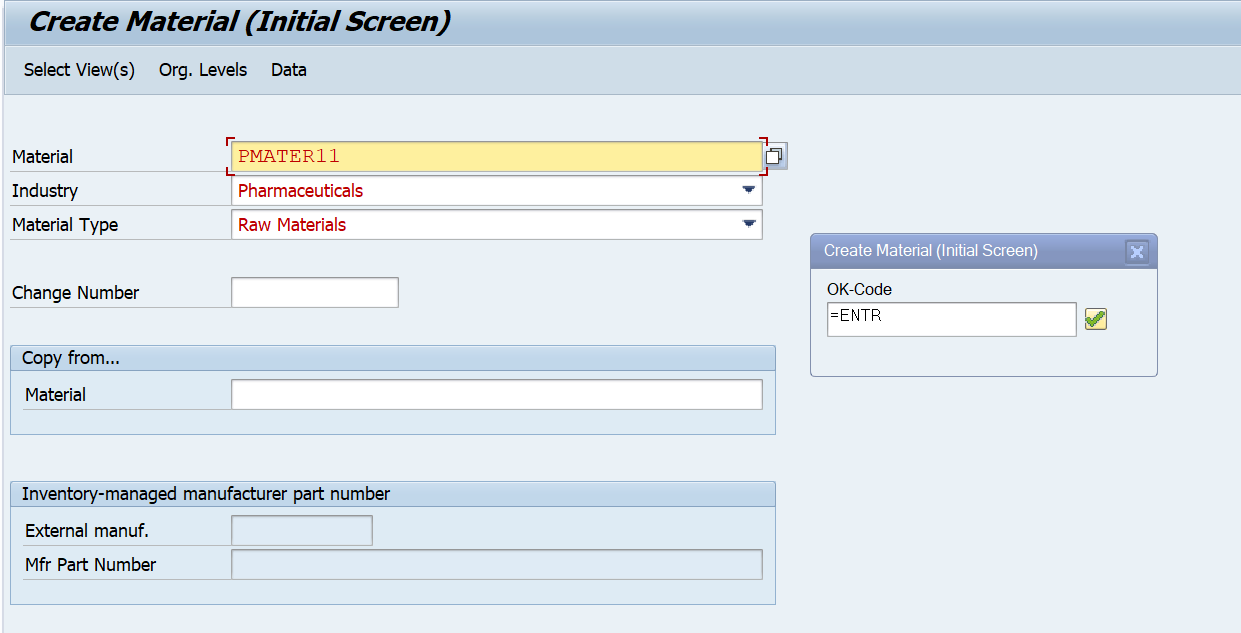 Create Material (Initial Screen)
Select View(s) Org. Levels Data
Material PMATER11
Industry Pharmaceuticals
Material Type Raw Materials
Create Material (Initial Screen)
OK-Code
=ENTR
Change Number
Copy from...
Material
Inventory-managed manufacturer part number
External manuf.
Mfr Part Number